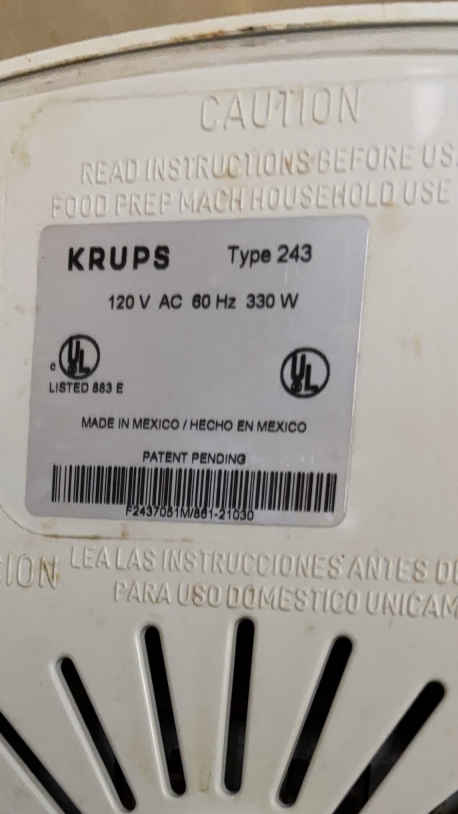 CAUTION
READ INSTRUCTIONS BEFORE
FOOD PREP MACH HOUSEHOLD USE
KRUPS Type 243
120 V AC 60 Hz 330 W
c UL UL
LISTED 883 E
MADE IN MEXICO / HECHO EN MEXICO
PATENT PENDING
F2437051M/861-21030
LEA LAS INSTRUCCIONES ANTES
PARA USO DOMESTICO